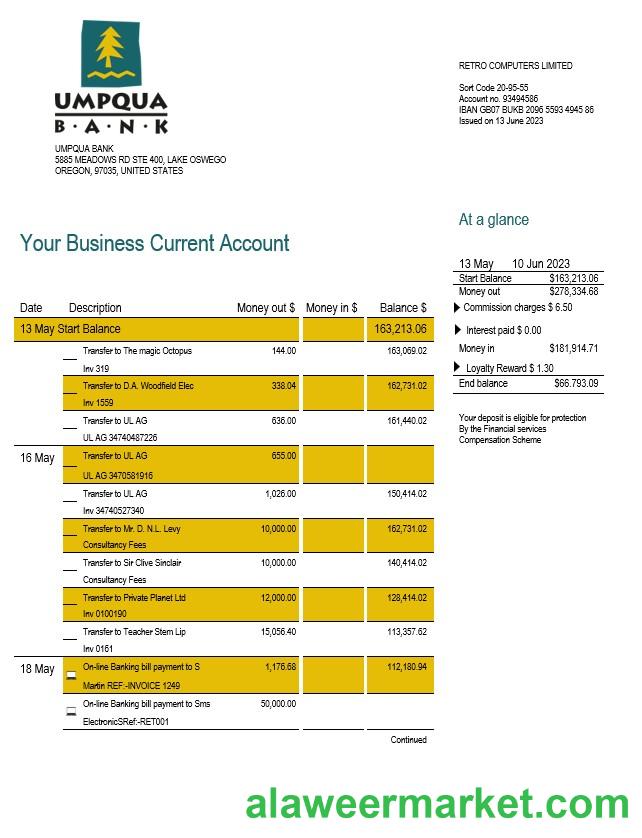 UMPQUA
B·A·N·K
UMPQUA BANK
5885 MEADOWS RD STE 400, LAKE OSWEGO
OREGON, 97035, UNITED STATES
RETRO COMPUTERS LIMITED
Sort Code 20-95-55
Account no. 93494586
IBAN GB07 BUKB 2096 5593 4945 86
Issued on 13 June 2023
At a glance
13 May 10 Jun 2023
Start Balance $163,213.06
Money out $278,334.68
Commission charges $ 6.50
Interest paid $ 0.00
Money in $181,914.71
Loyalty Reward $ 1.30
End balance $66.793.09
Your deposit is eligible for protection
By the Financial services
Compensation Scheme
Your Business Current Account
Date Description Money out $ Money in $ Balance $
13 May Start Balance 163,213.06
Transfer to The magic Octopus 144.00 163,069.02
Inv 319
Transfer to D.A. Woodfield Elec 338.04 162,731.02
Inv 1559
Transfer to UL AG 636.00 161,440.02
UL AG 34740487226
16 May Transfer to UL AG 655.00
UL AG 3470581916
Transfer to UL AG 1,026.00 150,414.02
Inv 34740527340
Transfer to Mr. D. N.L. Levy 10,000.00 162,731.02
Consultancy Fees
Transfer to Sir Clive Sinclair 10,000.00 140,414.02
Consultancy Fees
Transfer to Private Planet Ltd 12,000.00 128,414.02
Inv 0100190
Transfer to Teacher Stem Lip 15,056.40 113,357.62
Inv 0161
18 May On-line Banking bill payment to S 1,176.68 112,180.94
Martin REF:-INVOICE 1249
On-line Banking bill payment to Sms 50,000.00
ElectronicSRef:-RET001
Continued
alaweermarket.com